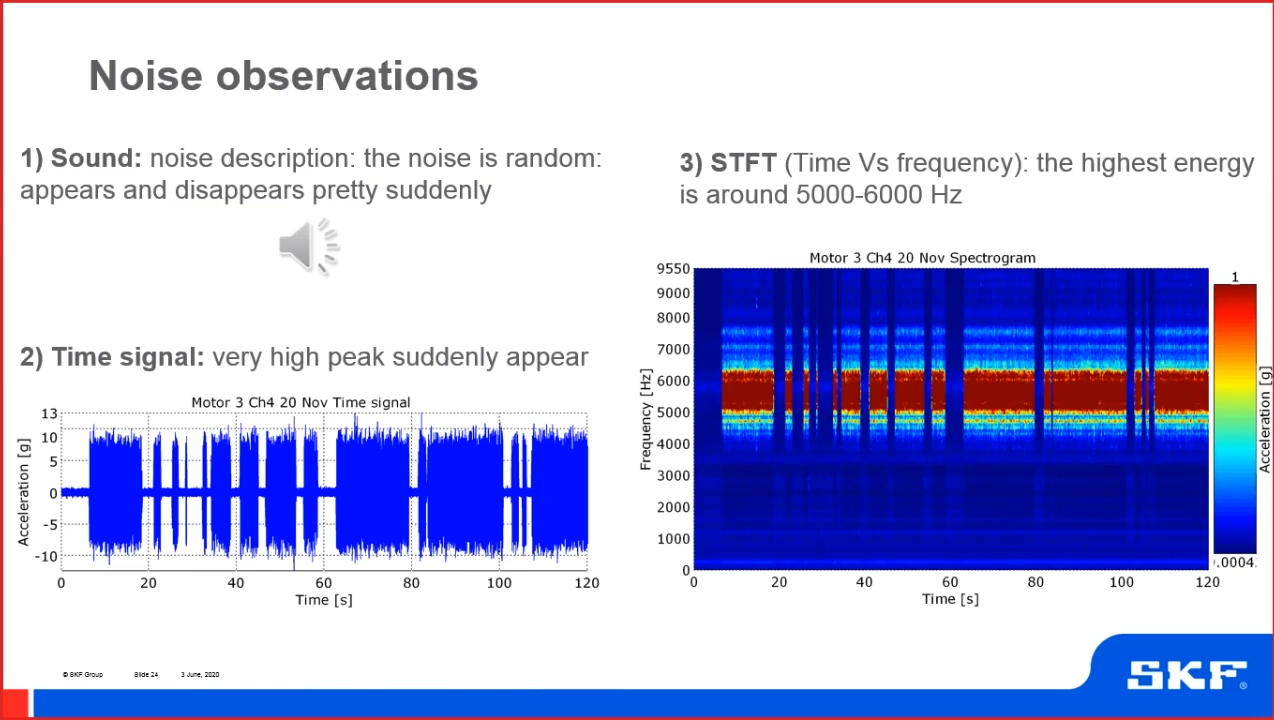 Noise observations
1) Sound: noise description: the noise is random:
appears and disappears pretty suddenly
2) Time signal: very high peak suddenly appear
Motor 3 Ch4 20 Nov Time signal
13
10
5
0
-5
-10
Acceleration [g]
0 20 40 60 80 100 120
Time [s]
3) STFT (Time Vs frequency): the highest energy
is around 5000-6000 Hz
Motor 3 Ch4 20 Nov Spectrogram
9550
9000
8000
7000
6000
5000
4000
3000
2000
1000
0
Frequency [Hz]
0 20 40 60 80 100 120
Time [s]
1
Acceleration [g]
© SKF Group Slide 24 3 June, 2020
SKF®